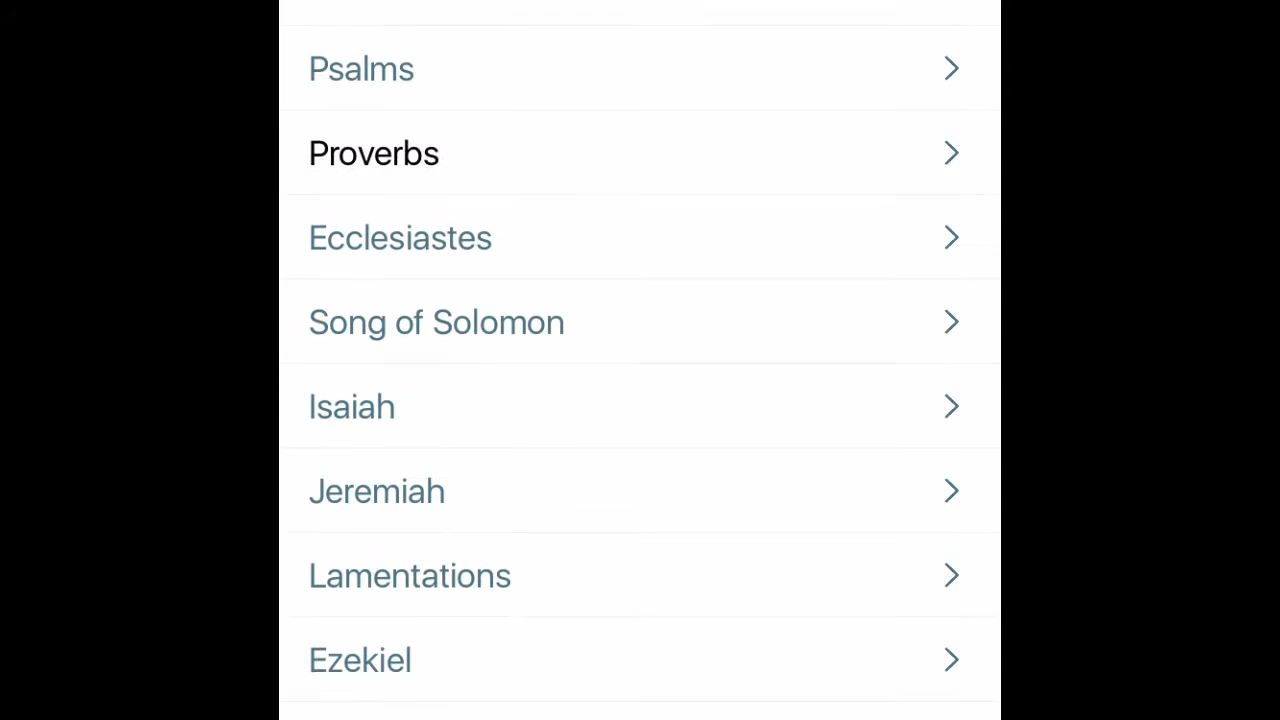 Psalms
Proverbs
Ecclesiastes
Song of Solomon
Isaiah
Jeremiah
Lamentations
Ezekiel